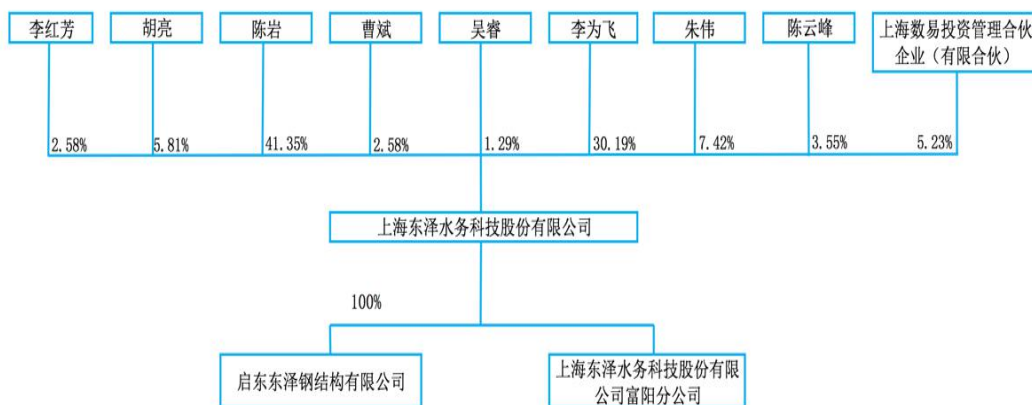 李红芳
胡亮
陈岩
曹斌
吴睿
李为飞
朱伟
陈云峰
上海数易投资管理合伙
企业（有限合伙）
2.58%
5.81%
41.35%
2.58%
1.29%
30.19%
7.42%
3.55%
5.23%
上海东泽水务科技股份有限公司
100%
启东东泽钢结构有限公司
上海东泽水务科技股份有限
公司富阳分公司